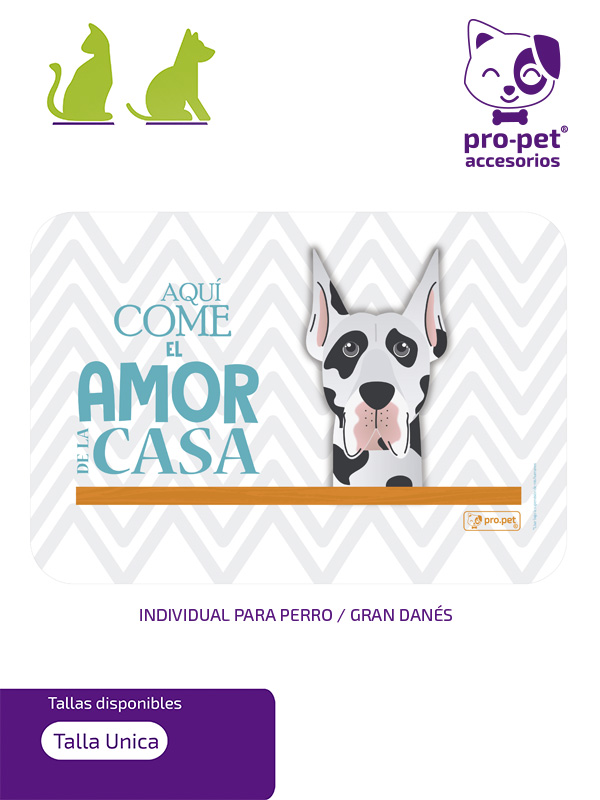 pro-pet®
accesorios
AQUÍ
COME
EL
AMOR
DE LA
CASA
pro.pet®
INDIVIDUAL PARA PERRO / GRAN DANÉS
Tallas disponibles
Talla Unica